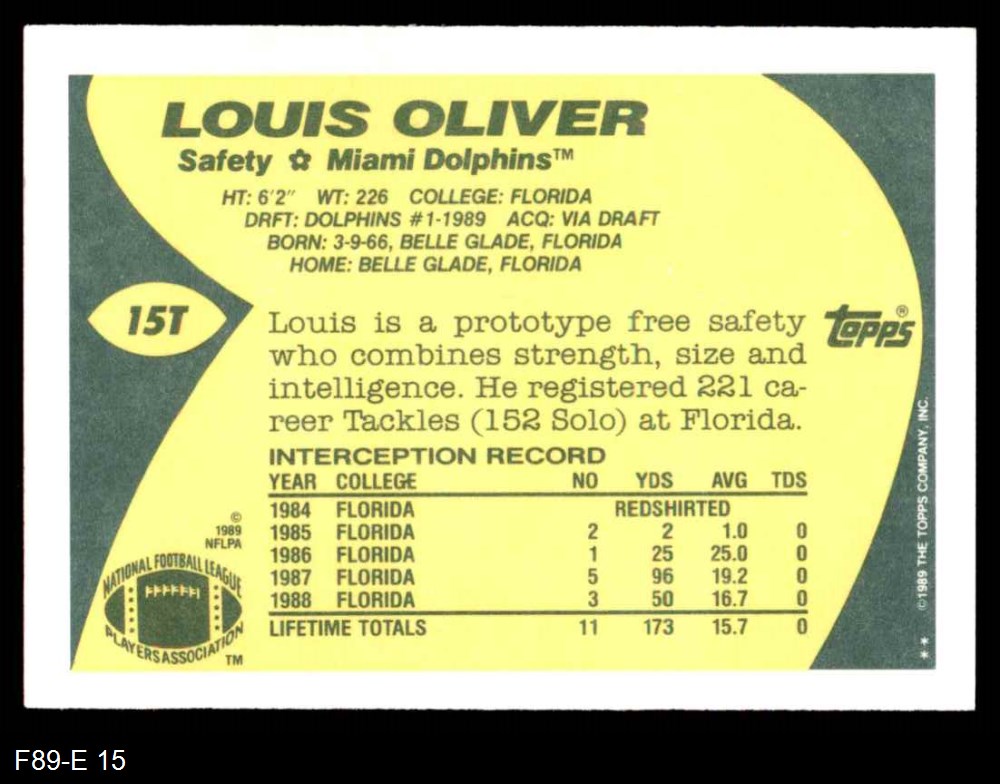 LOUIS OLIVER
Safety ✿ Miami Dolphins™
HT: 6'2" WT: 226 COLLEGE: FLORIDA
DRFT: DOLPHINS #1-1989 ACQ: VIA DRAFT
BORN: 3-9-66, BELLE GLADE, FLORIDA
HOME: BELLE GLADE, FLORIDA
15T
Louis is a prototype free safety
who combines strength, size and
intelligence. He registered 221 ca-
reer Tackles (152 Solo) at Florida.
topps®
INTERCEPTION RECORD
YEAR COLLEGE NO YDS AVG TDS
1984 FLORIDA REDSHIRTED
1985 FLORIDA 2 2 1.0 0
1986 FLORIDA 1 25 25.0 0
1987 FLORIDA 5 96 19.2 0
1988 FLORIDA 3 50 16.7 0
LIFETIME TOTALS 11 173 15.7 0
©
1989
NFLPA
NATIONAL FOOTBALL LEAGUE
PLAYERS ASSOCIATION
TM
** ©1989 THE TOPPS COMPANY, INC.
F89-E 15